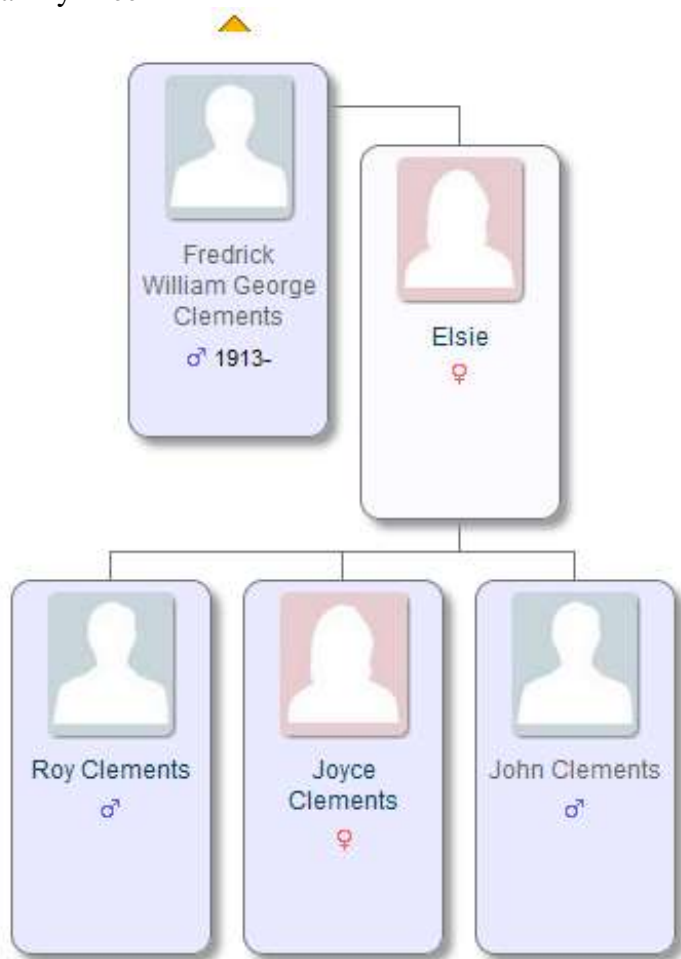 Fredrick
William George
Clements
♂ 1913-
Elsie
♀
Roy Clements
♂
Joyce
Clements
♀
John Clements
♂